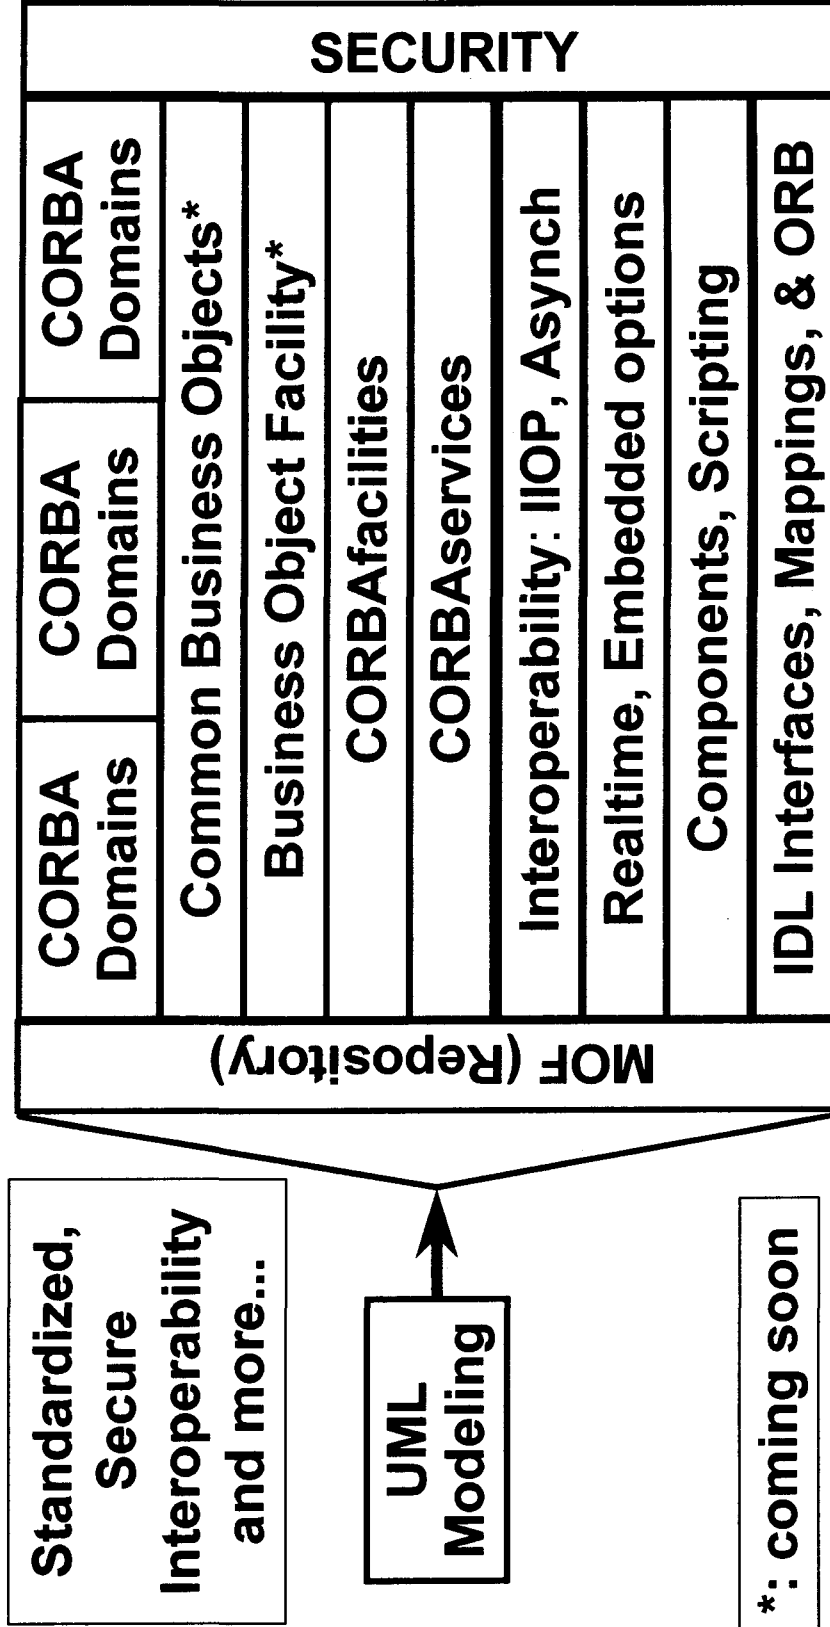 Standardized,
Secure
Interoperability
and more...
UML
Modeling
*: coming soon
MOF (Repository)
CORBA
Domains
CORBA
Domains
CORBA
Domains
Common Business Objects*
Business Object Facility*
CORBAfacilities
CORBAservices
Interoperability: IIOP, Asynch
Realtime, Embedded options
Components, Scripting
IDL Interfaces, Mappings, & ORB
SECURITY